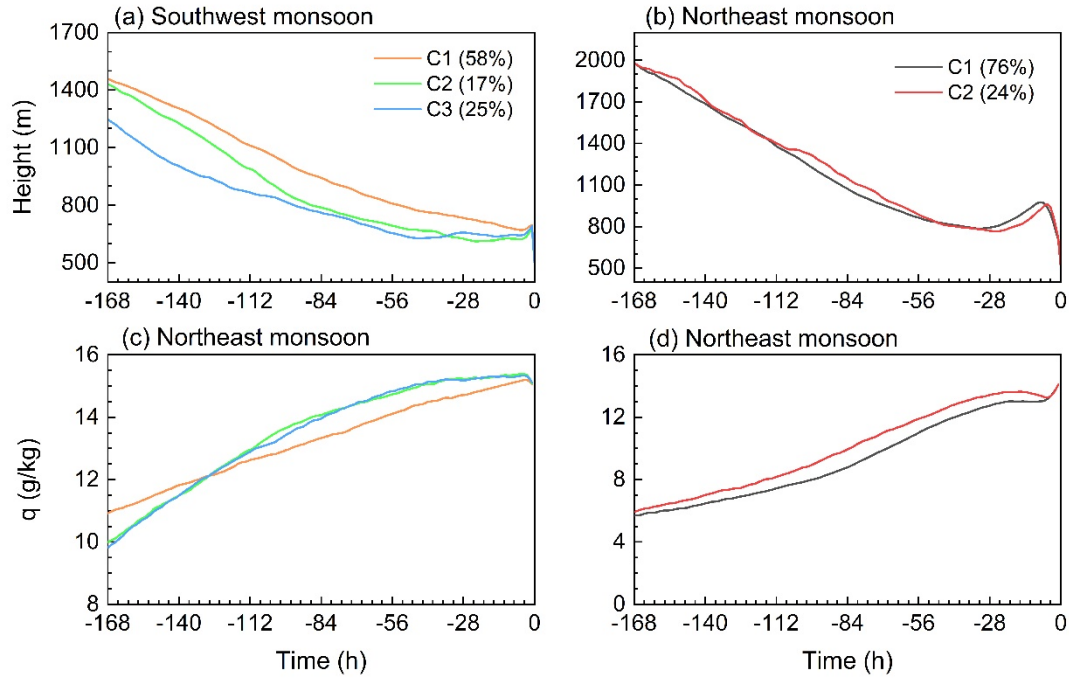 (a) Southwest monsoon
1700
1400
1100
800
500
Height (m)
C1 (58%)
C2 (17%)
C3 (25%)
-168 -140 -112 -84 -56 -28 0
(b) Northeast monsoon
2000
1700
1400
1100
800
500
C1 (76%)
C2 (24%)
-168 -140 -112 -84 -56 -28 0
(c) Northeast monsoon
16
14
12
10
8
q (g/kg)
-168 -140 -112 -84 -56 -28 0
Time (h)
(d) Northeast monsoon
16
12
8
4
0
-168 -140 -112 -84 -56 -28 0
Time (h)